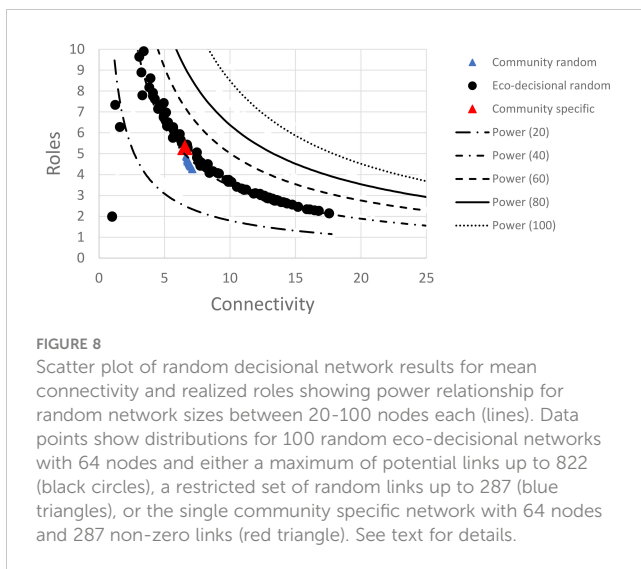 10
9
8
7
6
5
4
3
2
1
0
Roles
0 5 10 15 20 25
Connectivity
Community random
Eco-decisional random
Community specific
Power (20)
Power (40)
Power (60)
Power (80)
Power (100)
FIGURE 8
Scatter plot of random decisional network results for mean
connectivity and realized roles showing power relationship for
random network sizes between 20-100 nodes each (lines). Data
points show distributions for 100 random eco-decisional networks
with 64 nodes and either a maximum of potential links up to 822
(black circles), a restricted set of random links up to 287 (blue
triangles), or the single community specific network with 64 nodes
and 287 non-zero links (red triangle). See text for details.